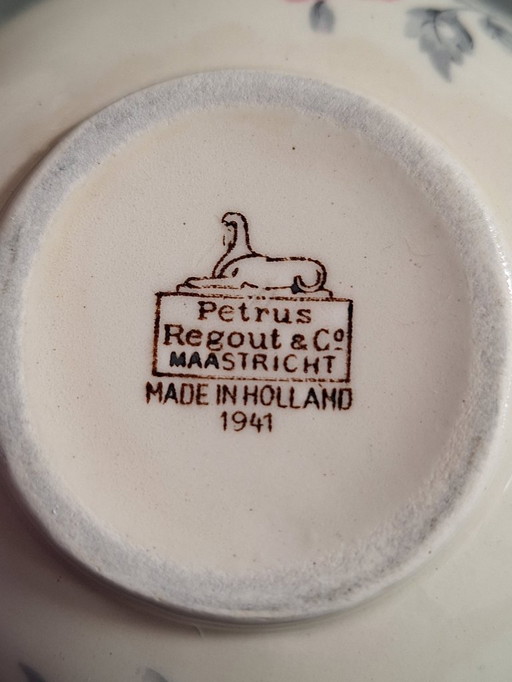 Petrus
Regout & Cº
MAASTRICHT
MADE IN HOLLAND
1941